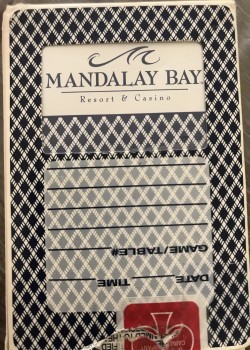 MANDALAY BAY
Resort & Casino
GAME/TABLE#
DATE TIME